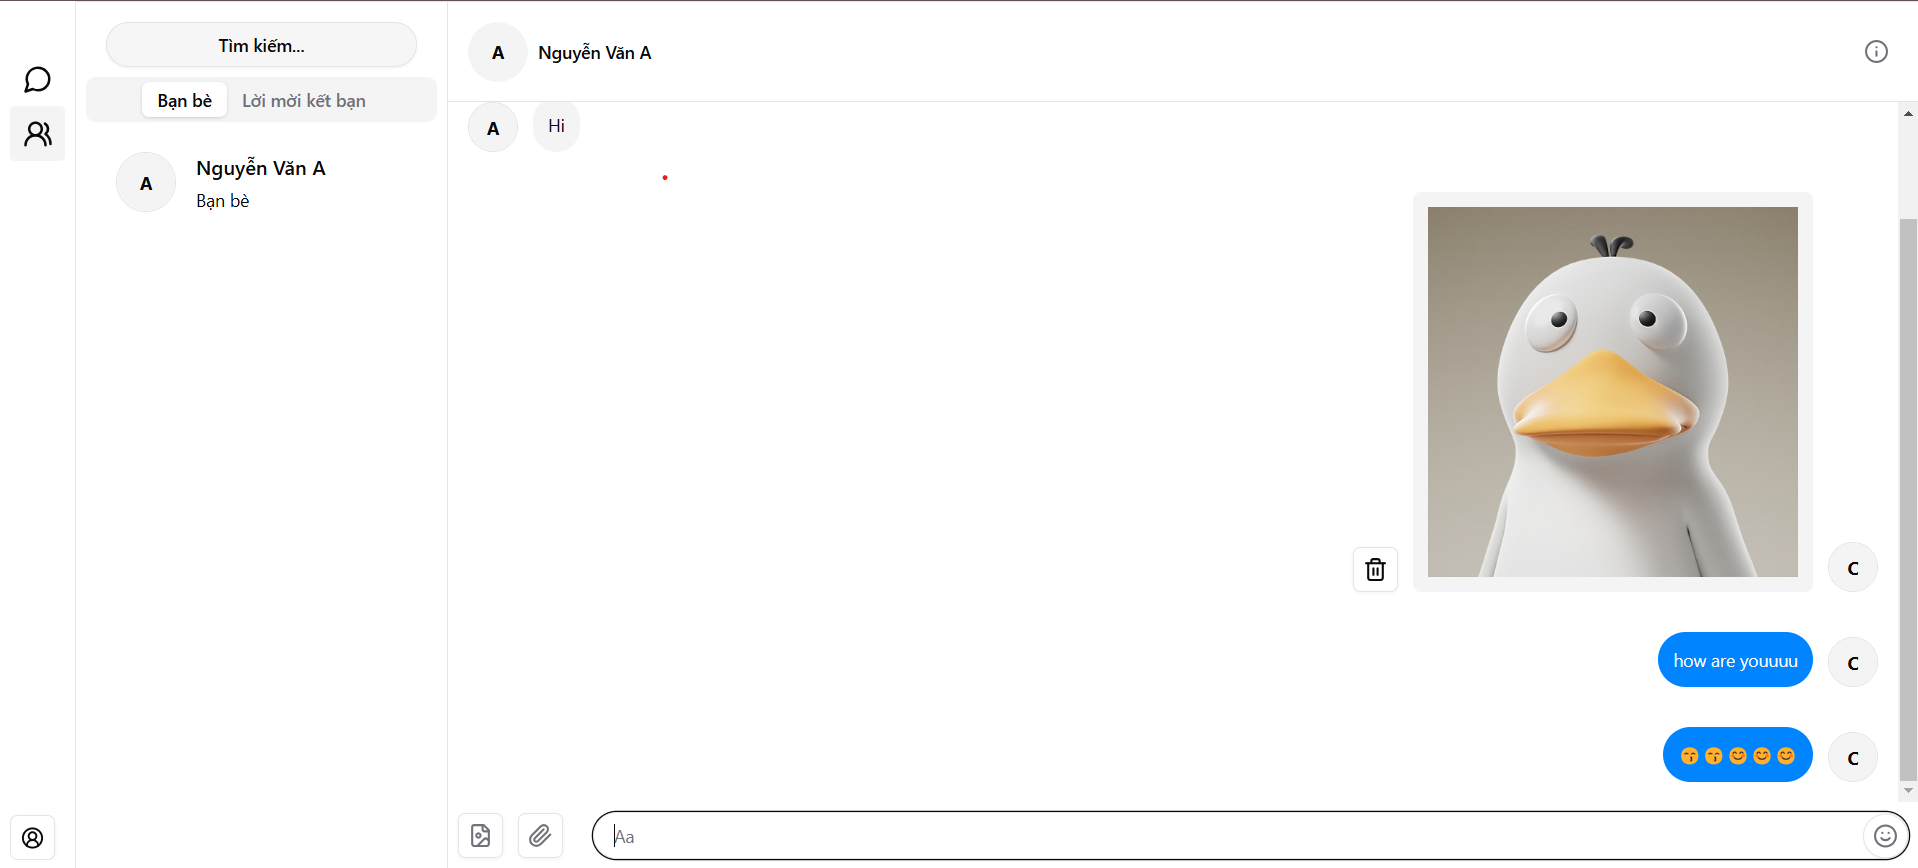 Tìm kiếm...
Bạn bè
Lời mời kết bạn
A
Nguyễn Văn A
Bạn bè
A
Nguyễn Văn A
A
Hi
C
how are youuuu
C
😙😙😊😊😊
C
Aa